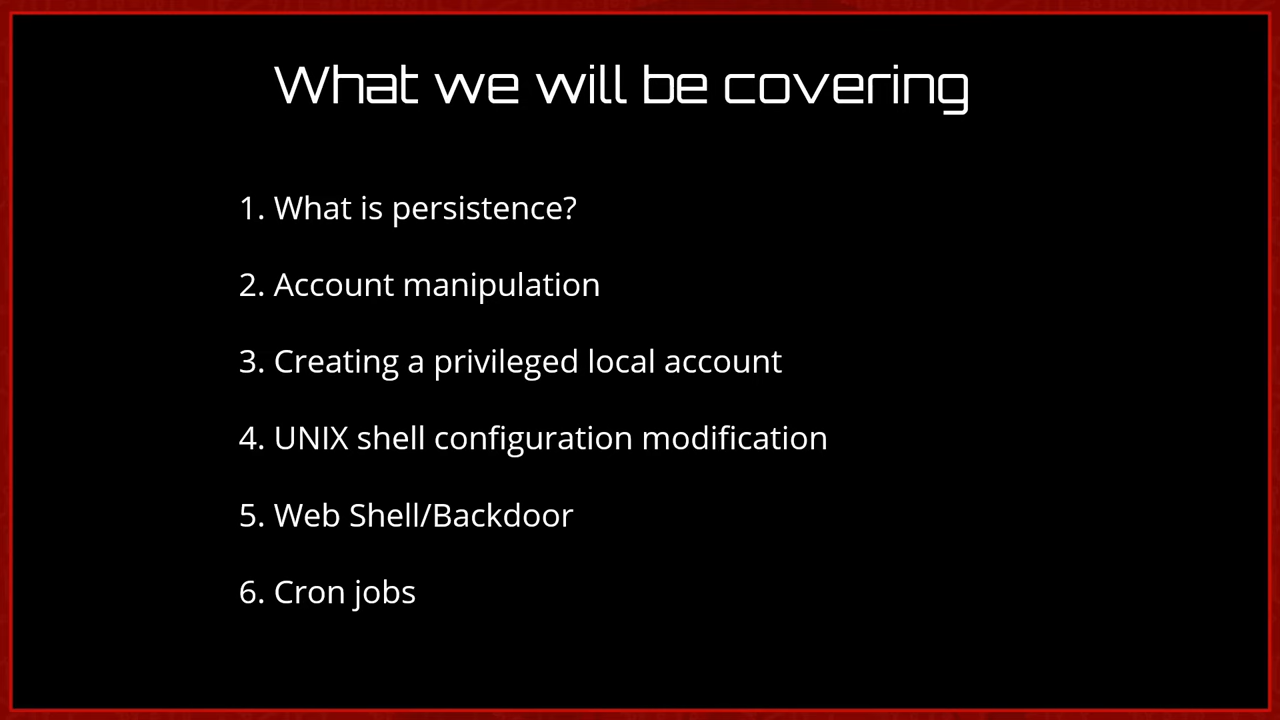 What we will be covering
1. What is persistence?
2. Account manipulation
3. Creating a privileged local account
4. UNIX shell configuration modification
5. Web Shell/Backdoor
6. Cron jobs